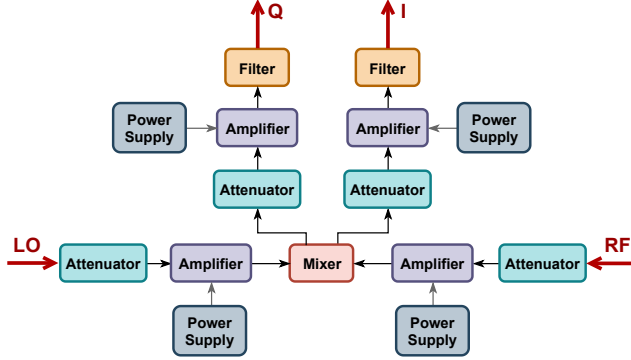 Q
I
Filter
Filter
Power
Supply
Amplifier
Amplifier
Power
Supply
Attenuator
Attenuator
LO
RF
Attenuator
Amplifier
Mixer
Amplifier
Attenuator
Power
Supply
Power
Supply